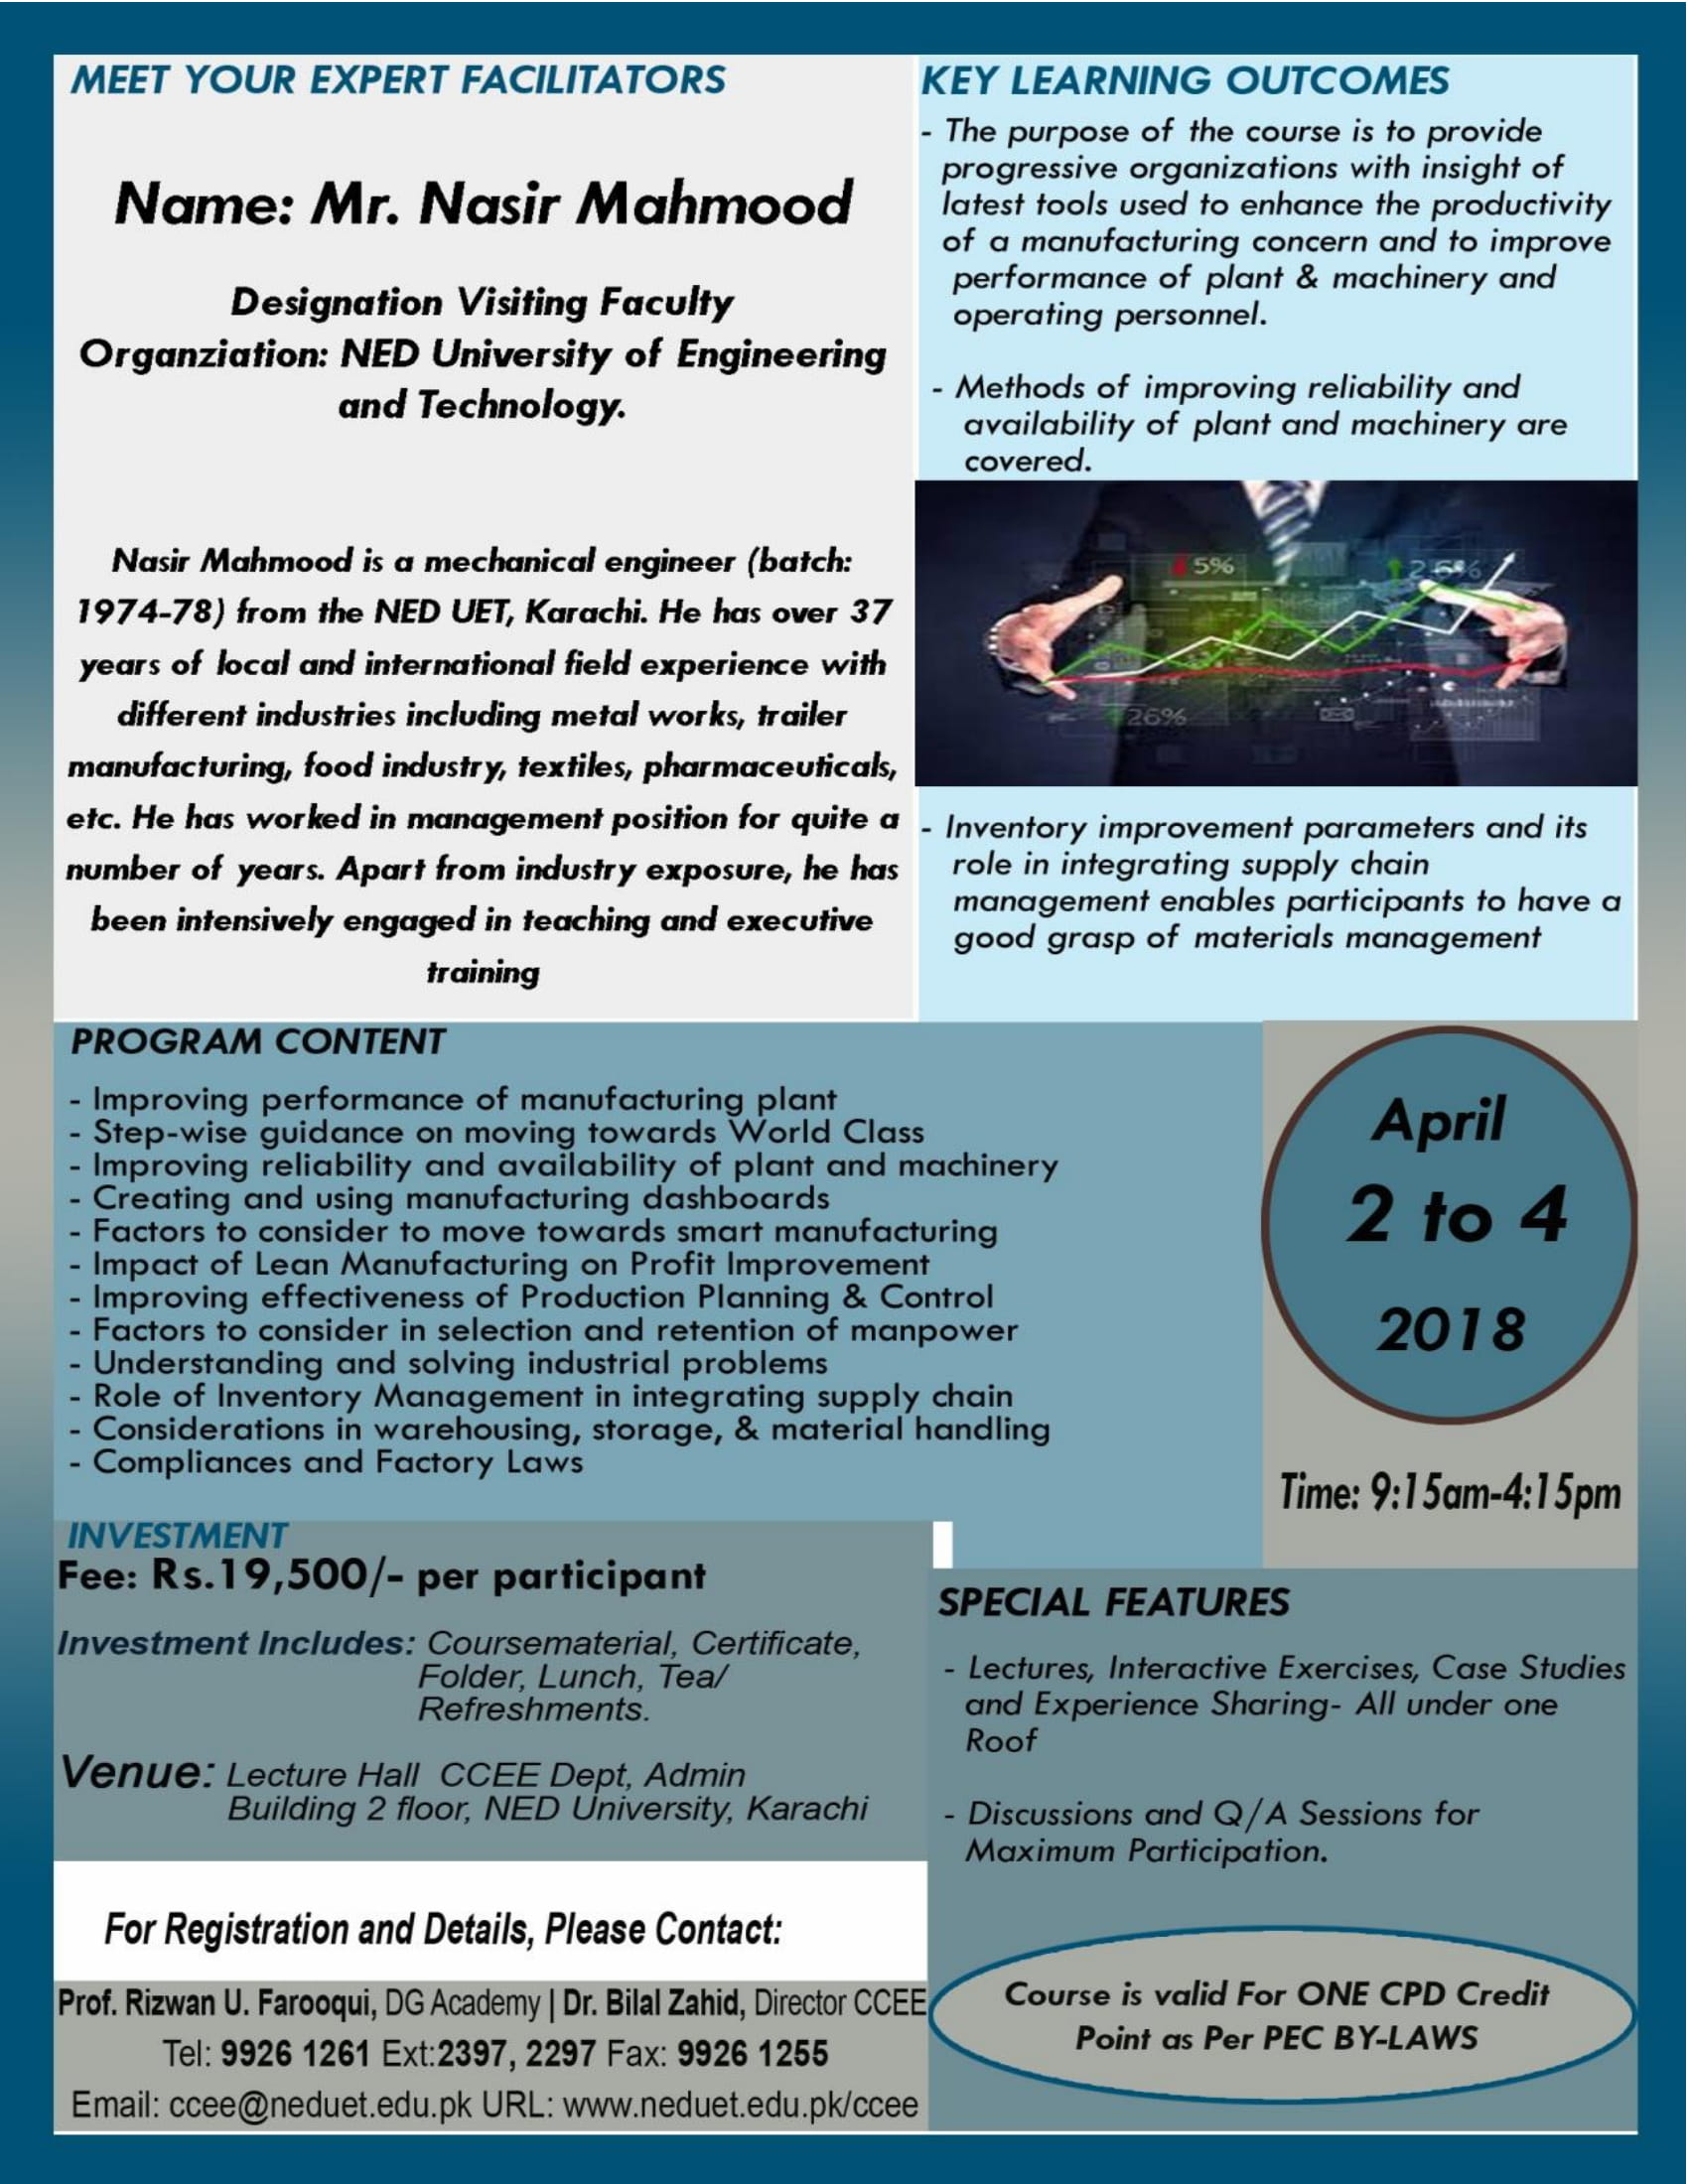 MEET YOUR EXPERT FACILITATORS
Name: Mr. Nasir Mahmood
Designation Visiting Faculty
Organziation: NED University of Engineering
and Technology.
Nasir Mahmood is a mechanical engineer (batch:
1974-78) from the NED UET, Karachi. He has over 37
years of local and international field experience with
different industries including metal works, trailer
manufacturing, food industry, textiles, pharmaceuticals,
etc. He has worked in management position for quite a
number of years. Apart from industry exposure, he has
been intensively engaged in teaching and executive
training
KEY LEARNING OUTCOMES
- The purpose of the course is to provide
progressive organizations with insight of
latest tools used to enhance the productivity
of a manufacturing concern and to improve
performance of plant & machinery and
operating personnel.
- Methods of improving reliability and
availability of plant and machinery are
covered.
5%
26%
- Inventory improvement parameters and its
role in integrating supply chain
management enables participants to have a
good grasp of materials management
PROGRAM CONTENT
- Improving performance of manufacturing plant
- Step-wise guidance on moving towards World Class
- Improving reliability and availability of plant and machinery
- Creating and using manufacturing dashboards
- Factors to consider to move towards smart manufacturing
- Impact of Lean Manufacturing on Profit Improvement
- Improving effectiveness of Production Planning & Control
- Factors to consider in selection and retention of manpower
- Understanding and solving industrial problems
- Role of Inventory Management in integrating supply chain
- Considerations in warehousing, storage, & material handling
- Compliances and Factory Laws
April
2 to 4
2018
Time: 9:15am-4:15pm
INVESTMENT
Fee: Rs.19,500/- per participant
Investment Includes: Coursematerial, Certificate,
Folder, Lunch, Tea/
Refreshments.
Venue: Lecture Hall CCEE Dept, Admin
Building 2 floor, NED University, Karachi
SPECIAL FEATURES
- Lectures, Interactive Exercises, Case Studies
and Experience Sharing- All under one
Roof
- Discussions and Q/A Sessions for
Maximum Participation.
For Registration and Details, Please Contact:
Prof. Rizwan U. Farooqui, DG Academy | Dr. Bilal Zahid, Director CCEE
Tel: 9926 1261 Ext:2397, 2297 Fax: 9926 1255
Email: ccee@neduet.edu.pk URL: www.neduet.edu.pk/ccee
Course is valid For ONE CPD Credit
Point as Per PEC BY-LAWS